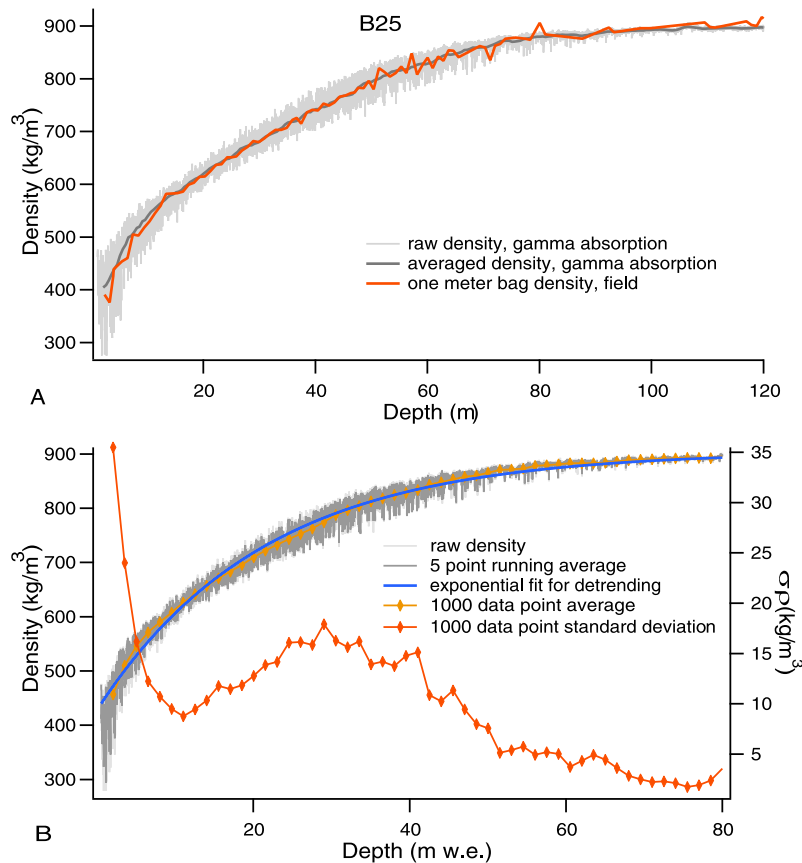 A
B25
900
800
700
600
500
400
300
Density (kg/m³)
raw density, gamma absorption
averaged density, gamma absorption
one meter bag density, field
20
40
60
80
100
120
Depth (m)
B
900
800
700
600
500
400
300
Density (kg/m³)
raw density
5 point running average
exponential fit for detrending
1000 data point average
1000 data point standard deviation
35
30
25
20
15
10
5
σρ(kg/m³)
20
40
60
80
Depth (m w.e.)